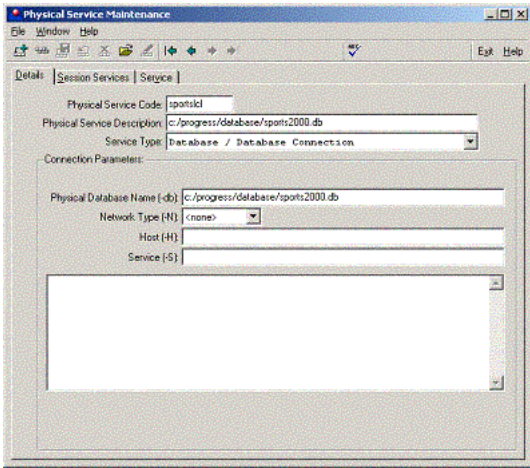 Physical Service Maintenance
File Window Help
Exit Help
Details Session Services Service
Physical Service Code: sportslcl
Physical Service Description: c:/progress/database/sports2000.db
Service Type: Database / Database Connection
Connection Parameters:
Physical Database Name (-db): c:/progress/database/sports2000.db
Network Type (-N): <none>
Host (-H):
Service (-S):